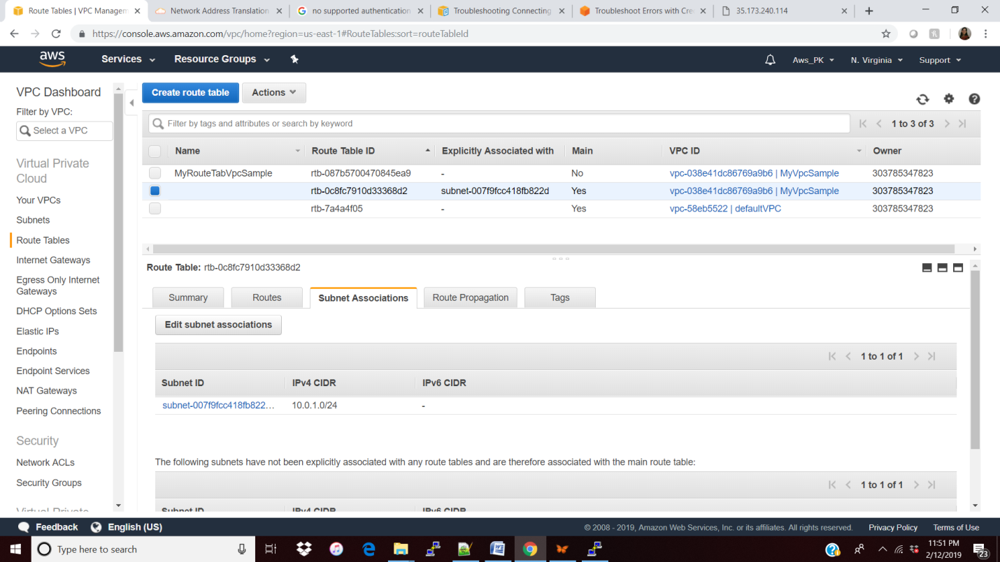 Route Tables | VPC Managem
Network Address Translation
no supported authentication
Troubleshooting Connecting
Troubleshoot Errors with Cre
35.173.240.114
https://console.aws.amazon.com/vpc/home?region=us-east-1#RouteTables:sort=routeTableId
aws
Services
Resource Groups
Aws_PK
N. Virginia
Support
VPC Dashboard
Filter by VPC:
Select a VPC
Virtual Private
Cloud
Your VPCs
Subnets
Route Tables
Internet Gateways
Egress Only Internet
Gateways
DHCP Options Sets
Elastic IPs
Endpoints
Endpoint Services
NAT Gateways
Peering Connections
Security
Network ACLs
Security Groups
Virtual Private
Create route table
Actions
Filter by tags and attributes or search by keyword
1 to 3 of 3
Name Route Table ID Explicitly Associated with Main VPC ID Owner
MyRouteTabVpcSample rtb-087b5700470845ea9 - No vpc-038e41dc86769a9b6 | MyVpcSample 303785347823
rtb-0c8fc7910d33368d2 subnet-007f9fcc418fb822d Yes vpc-038e41dc86769a9b6 | MyVpcSample 303785347823
rtb-7a4a4f05 - Yes vpc-58eb5522 | defaultVPC 303785347823
Route Table: rtb-0c8fc7910d33368d2
Summary
Routes
Subnet Associations
Route Propagation
Tags
Edit subnet associations
1 to 1 of 1
Subnet ID IPv4 CIDR IPv6 CIDR
subnet-007f9fcc418fb822... 10.0.1.0/24 -
The following subnets have not been explicitly associated with any route tables and are therefore associated with the main route table:
1 to 1 of 1
Subnet ID IPv4 CIDR IPv6 CIDR
Feedback
English (US)
© 2008 - 2019, Amazon Web Services, Inc. or its affiliates. All rights reserved.
Privacy Policy
Terms of Use
Type here to search
11:51 PM
2/12/2019
23